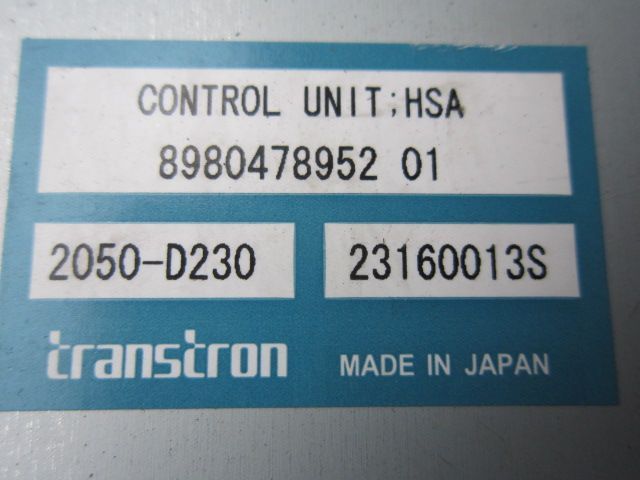 CONTROL UNIT;HSA
8980478952 01
2050-D230
23160013S
transtron
MADE IN JAPAN